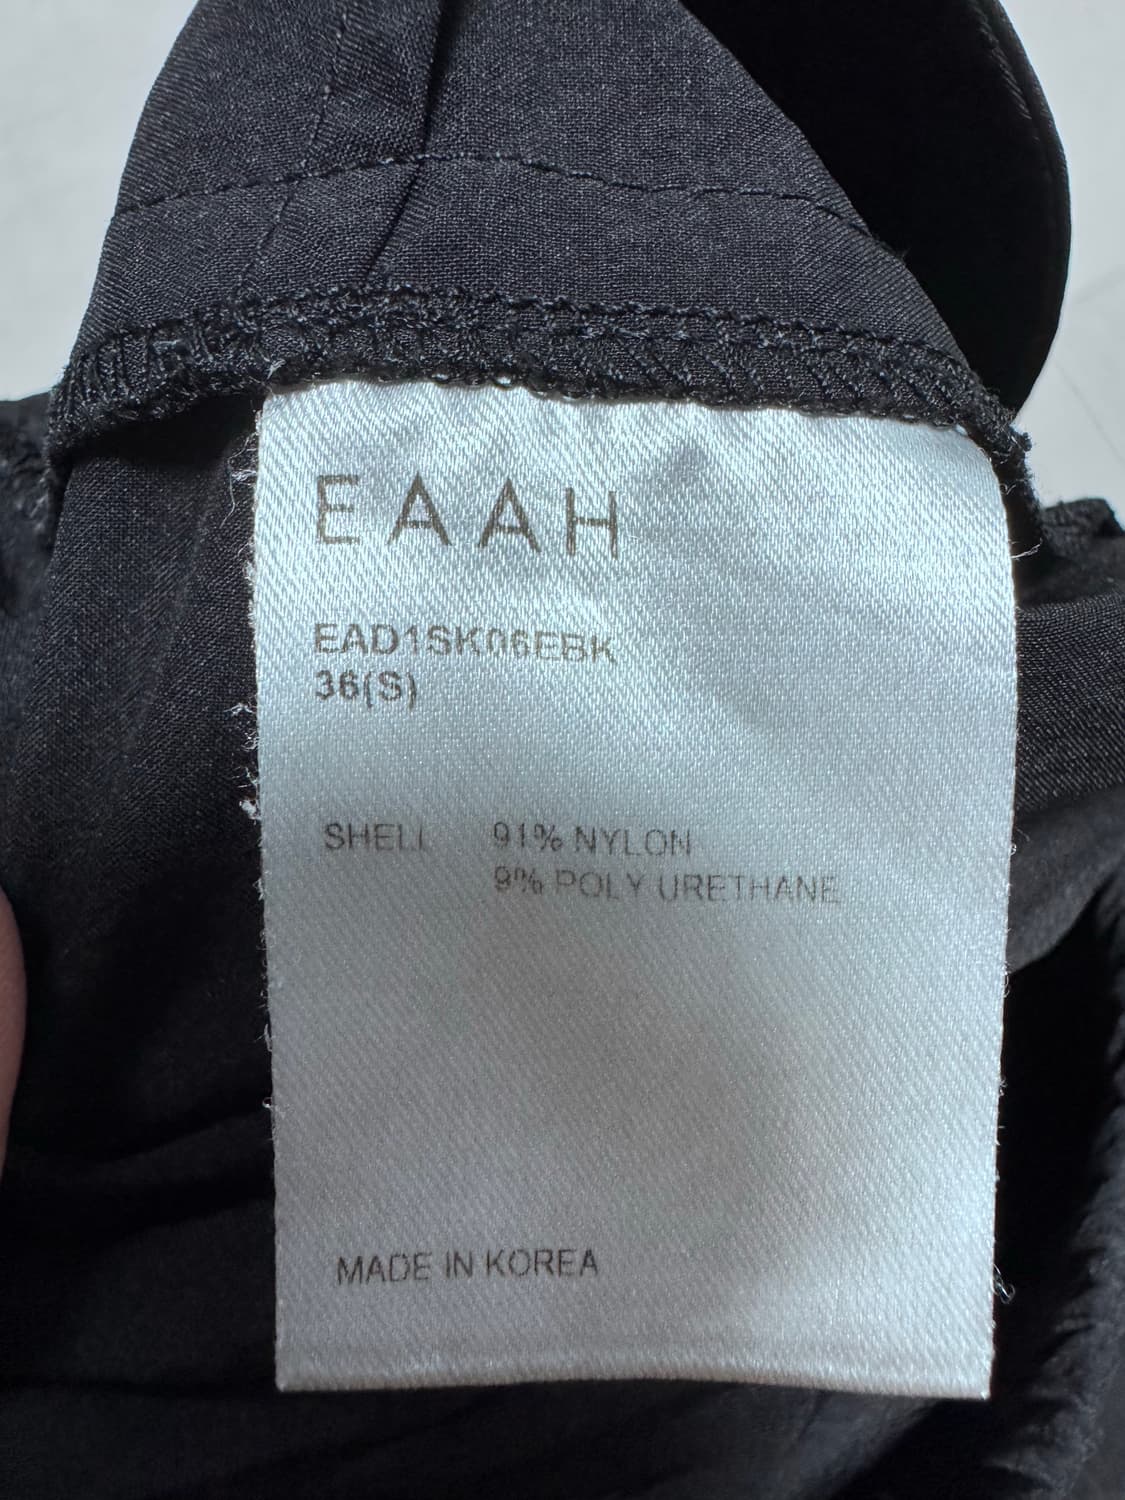 EAAH
EAD1SK06EBK
36(S)
SHELL 91% NYLON
9% POLY URETHANE
MADE IN KOREA